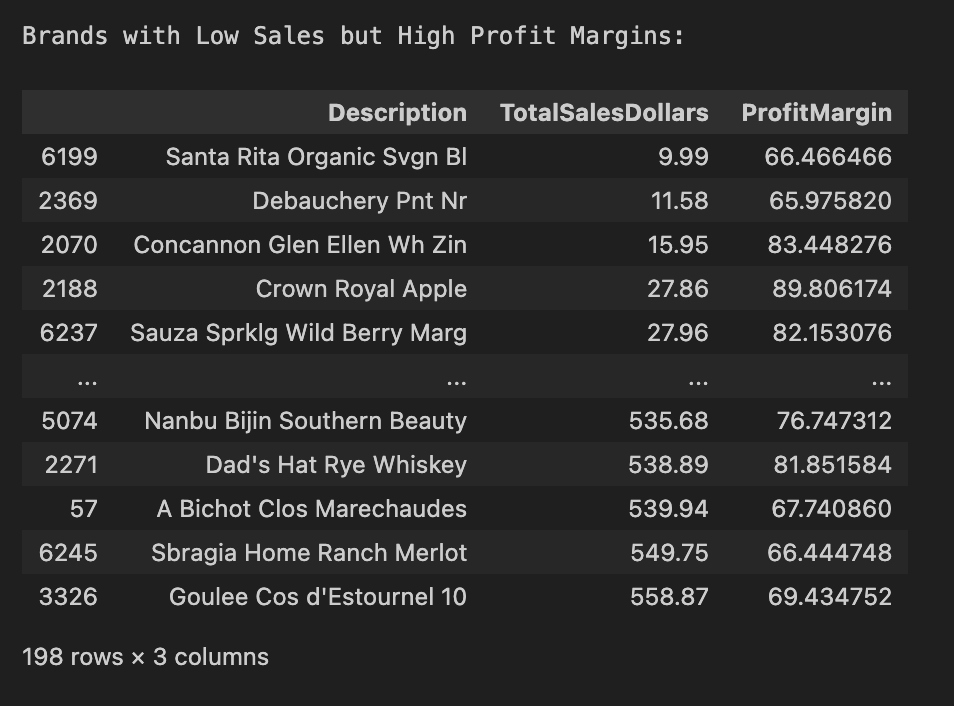 Brands with Low Sales but High Profit Margins:
Description TotalSalesDollars ProfitMargin
6199 Santa Rita Organic Svgn Bl 9.99 66.466466
2369 Debauchery Pnt Nr 11.58 65.975820
2070 Concannon Glen Ellen Wh Zin 15.95 83.448276
2188 Crown Royal Apple 27.86 89.806174
6237 Sauza Sprklg Wild Berry Marg 27.96 82.153076
... ... ... ...
5074 Nanbu Bijin Southern Beauty 535.68 76.747312
2271 Dad's Hat Rye Whiskey 538.89 81.851584
57 A Bichot Clos Marechaudes 539.94 67.740860
6245 Sbragia Home Ranch Merlot 549.75 66.444748
3326 Goulee Cos d'Estournel 10 558.87 69.434752
198 rows × 3 columns